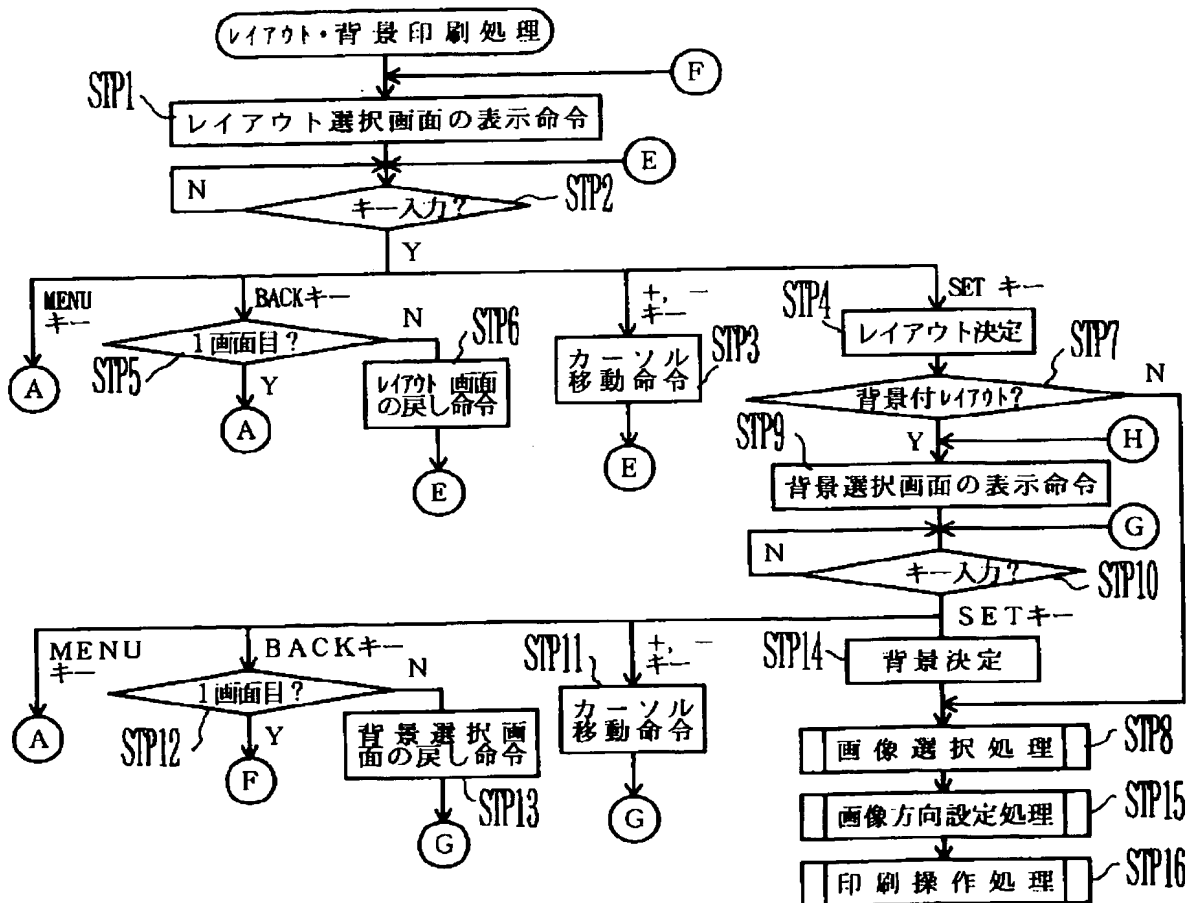 レイアウト・背景印刷処理
F
STP1
レイアウト選択画面の表示命令
E
N
キー入力?
STP2
Y
MENU
キー
BACKキー
+, −
キー
SET キー
1画面目?
N
STP5
Y
STP6
レイアウト画面
の戻し命令
カーソル
移動命令
STP3
STP4
レイアウト決定
STP7
背景付レイアウト?
N
A
A
E
E
Y
H
STP9
背景選択画面の表示命令
G
N
キー入力?
STP10
MENU
キー
BACKキー
+, −
キー
SETキー
1画面目?
N
STP12
Y
背景選択画
面の戻し命令
STP13
STP11
カーソル
移動命令
STP14
背景決定
A
F
G
G
画像選択処理
STP8
画像方向設定処理
STP15
印刷操作処理
STP16